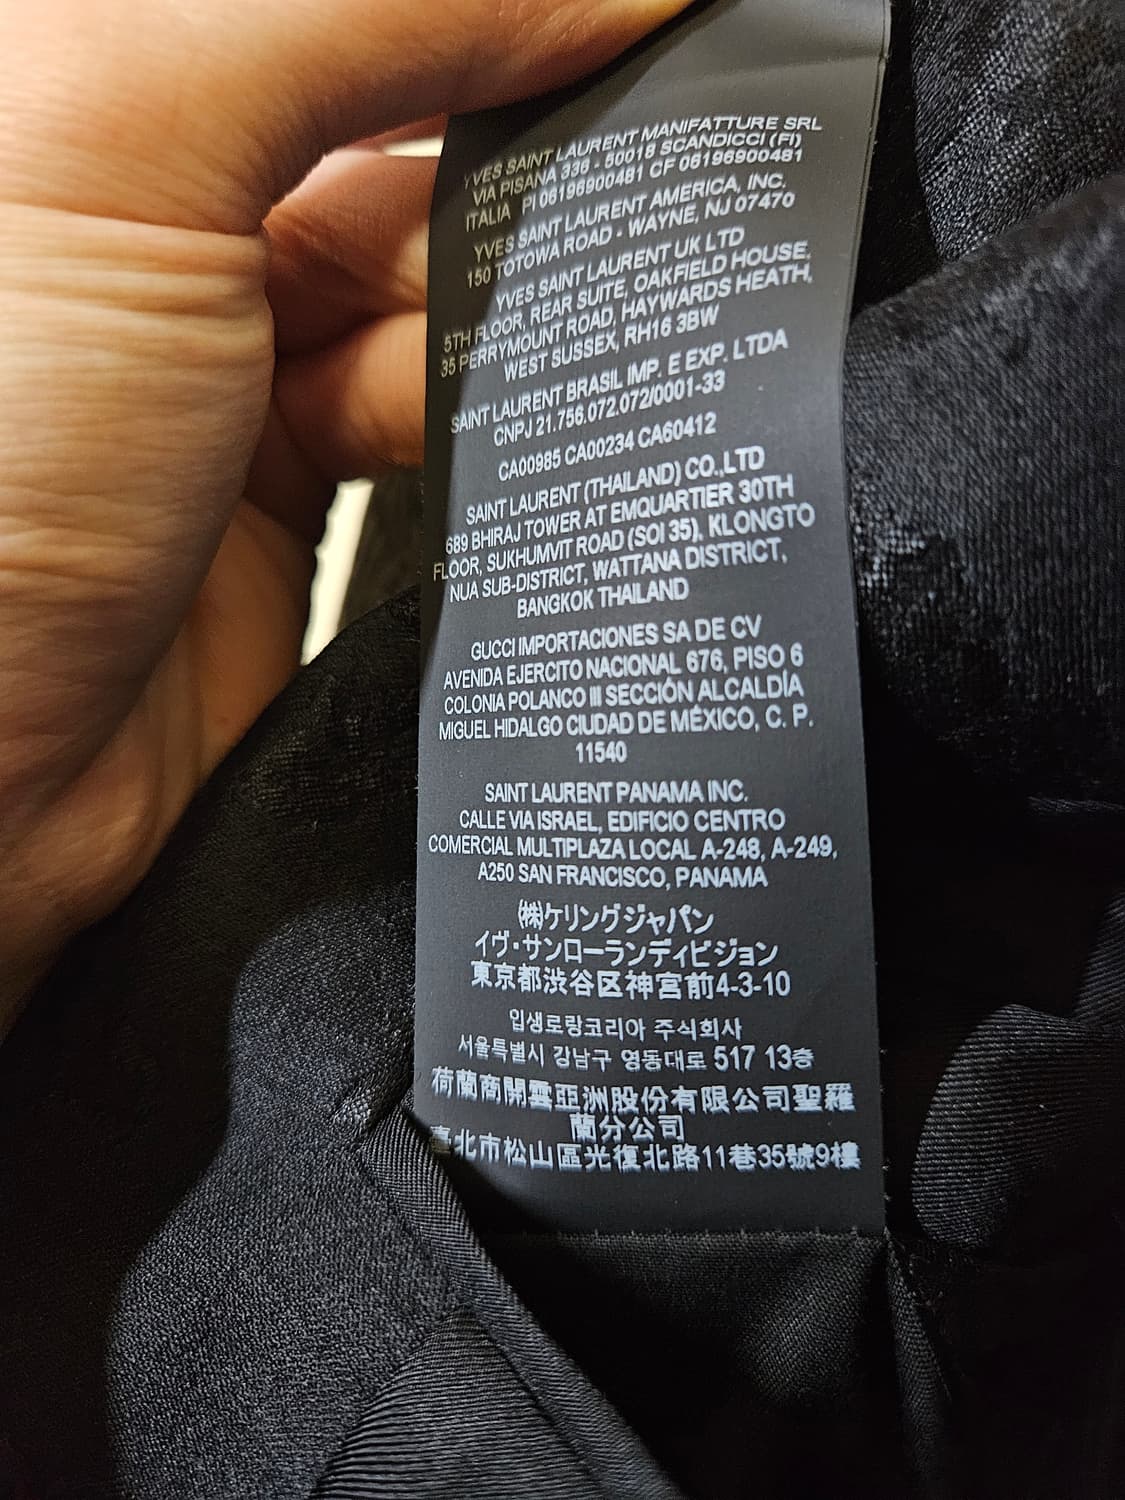 YVES SAINT LAURENT MANIFATTURE SRL
VIA PISANA 336 - 50018 SCANDICCI (FI)
ITALIA PI 06196900481 CF 06196900481
YVES SAINT LAURENT AMERICA, INC.
150 TOTOWA ROAD - WAYNE, NJ 07470
YVES SAINT LAURENT UK LTD
5TH FLOOR, REAR SUITE, OAKFIELD HOUSE,
35 PERRYMOUNT ROAD, HAYWARDS HEATH,
WEST SUSSEX, RH16 3BW
SAINT LAURENT BRASIL IMP. E EXP. LTDA
CNPJ 21.756.072.072/0001-33
CA00985 CA00234 CA60412
SAINT LAURENT (THAILAND) CO.,LTD
689 BHIRAJ TOWER AT EMQUARTIER 30TH
FLOOR, SUKHUMVIT ROAD (SOI 35), KLONGTO
NUA SUB-DISTRICT, WATTANA DISTRICT,
BANGKOK THAILAND
GUCCI IMPORTACIONES SA DE CV
AVENIDA EJERCITO NACIONAL 676, PISO 6
COLONIA POLANCO III SECCIÓN ALCALDÍA
MIGUEL HIDALGO CIUDAD DE MÉXICO, C. P.
11540
SAINT LAURENT PANAMA INC.
CALLE VIA ISRAEL, EDIFICIO CENTRO
COMERCIAL MULTIPLAZA LOCAL A-248, A-249,
A250 SAN FRANCISCO, PANAMA
(株)ケリングジャパン
イヴ・サンローランディビジョン
東京都渋谷区神宮前4-3-10
입생로랑코리아 주식회사
서울특별시 강남구 영동대로 517 13층
荷蘭商開雲亞洲股份有限公司聖羅
蘭分公司
臺北市松山區光復北路11巷35號9樓